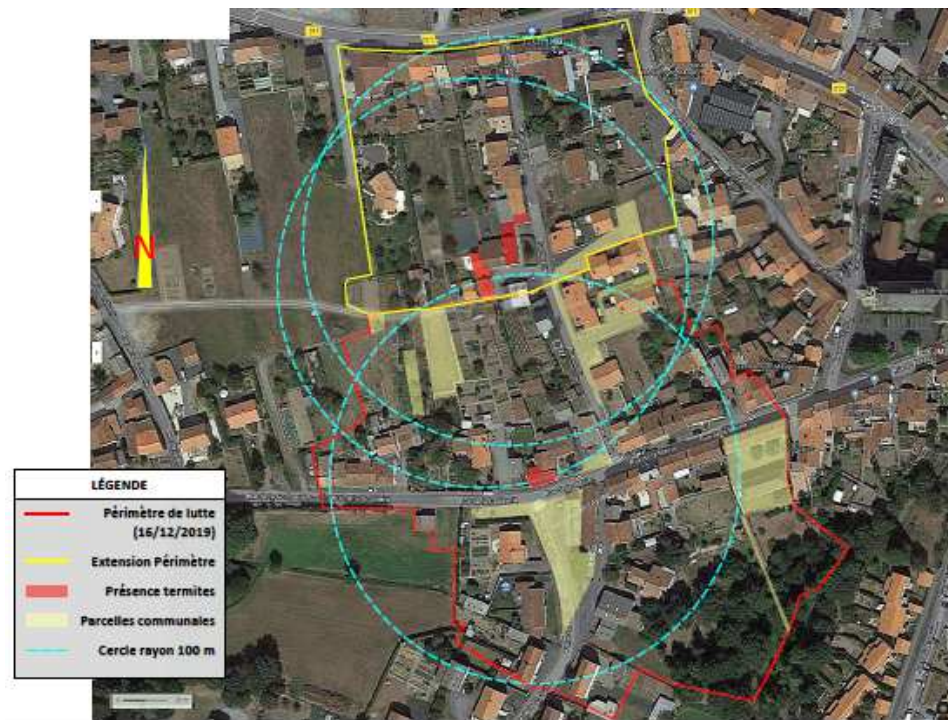 N
LÉGENDE
Périmètre de lutte
(16/12/2019)
Extension Périmètre
Présence termites
Parcelles communales
Cercle rayon 100 m